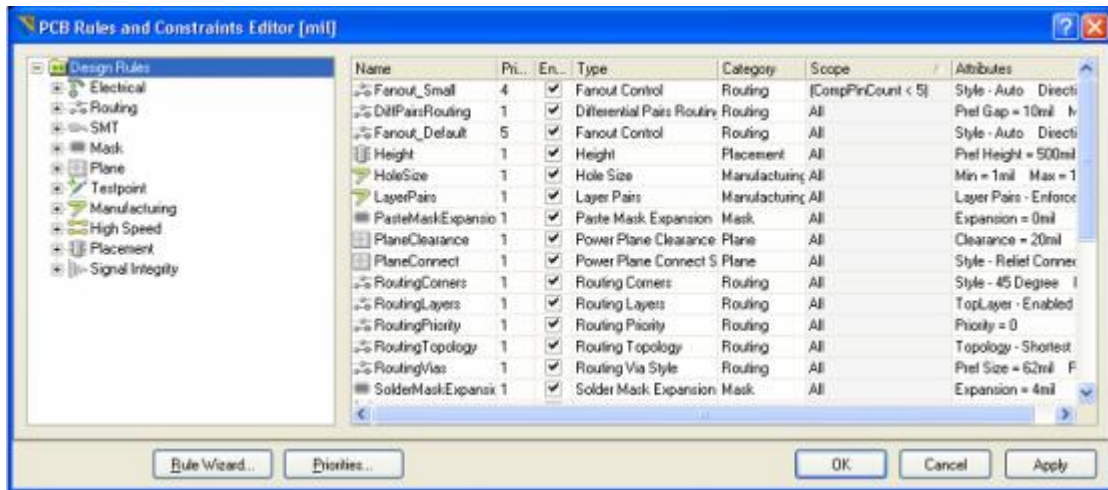 PCB Rules and Constraints Editor [mil]
Design Rules
Electrical
Routing
SMT
Mask
Plane
Testpoint
Manufacturing
High Speed
Placement
Signal Integrity
Name Pri... En... Type Category Scope Attributes
Fanout_Small 4 Fanout Control Routing (CompPinCount < 5) Style - Auto Directi
DiffPairsRouting 1 Differential Pairs Routin Routing All Pref Gap = 10mil M
Fanout_Default 5 Fanout Control Routing All Style - Auto Directi
Height 1 Height Placement All Pref Height = 500mil
HoleSize 1 Hole Size Manufacturing All Min = 1mil Max = 1
LayerPairs 1 Layer Pairs Manufacturing All Layer Pairs - Enforce
PasteMaskExpansio 1 Paste Mask Expansion Mask All Expansion = 0mil
PlaneClearance 1 Power Plane Clearance Plane All Clearance = 20mil
PlaneConnect 1 Power Plane Connect S Plane All Style - Relief Connec
RoutingCorners 1 Routing Corners Routing All Style - 45 Degree
RoutingLayers 1 Routing Layers Routing All TopLayer - Enabled
RoutingPriority 1 Routing Priority Routing All Priority = 0
RoutingTopology 1 Routing Topology Routing All Topology - Shortest
RoutingVias 1 Routing Via Style Routing All Pref Size = 62mil P
SolderMaskExpansi 1 Solder Mask Expansion Mask All Expansion = 4mil
Rule Wizard... Priorities... OK Cancel Apply